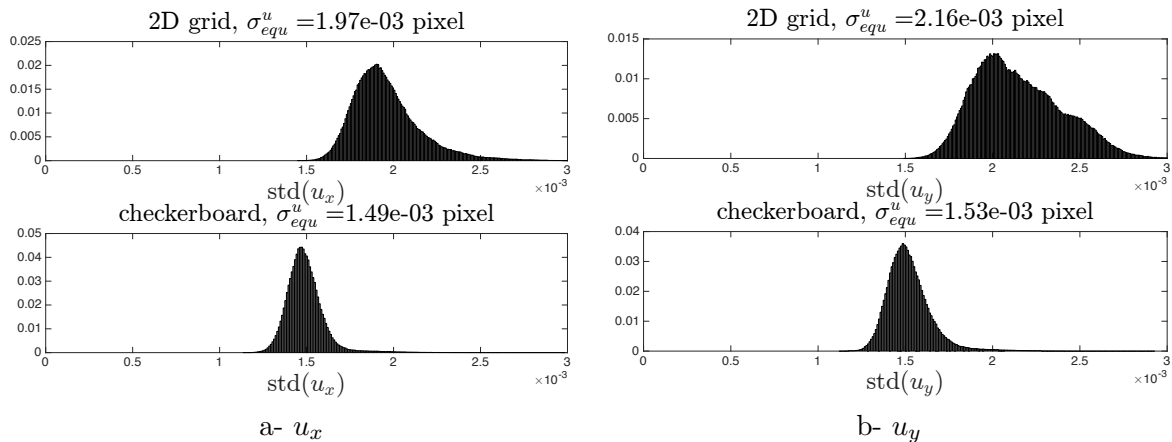 2D grid, σ^u_equ =1.97e-03 pixel
0.025
0.02
0.015
0.01
0.005
0
0 0.5 1 1.5 2 2.5 3
×10^-3
std(u_x)
checkerboard, σ^u_equ =1.49e-03 pixel
0.05
0.04
0.03
0.02
0.01
0
0 0.5 1 1.5 2 2.5 3
×10^-3
std(u_x)
a- u_x
2D grid, σ^u_equ =2.16e-03 pixel
0.015
0.01
0.005
0
0 0.5 1 1.5 2 2.5 3
×10^-3
std(u_y)
checkerboard, σ^u_equ =1.53e-03 pixel
0.04
0.03
0.02
0.01
0
0 0.5 1 1.5 2 2.5 3
×10^-3
std(u_y)
b- u_y